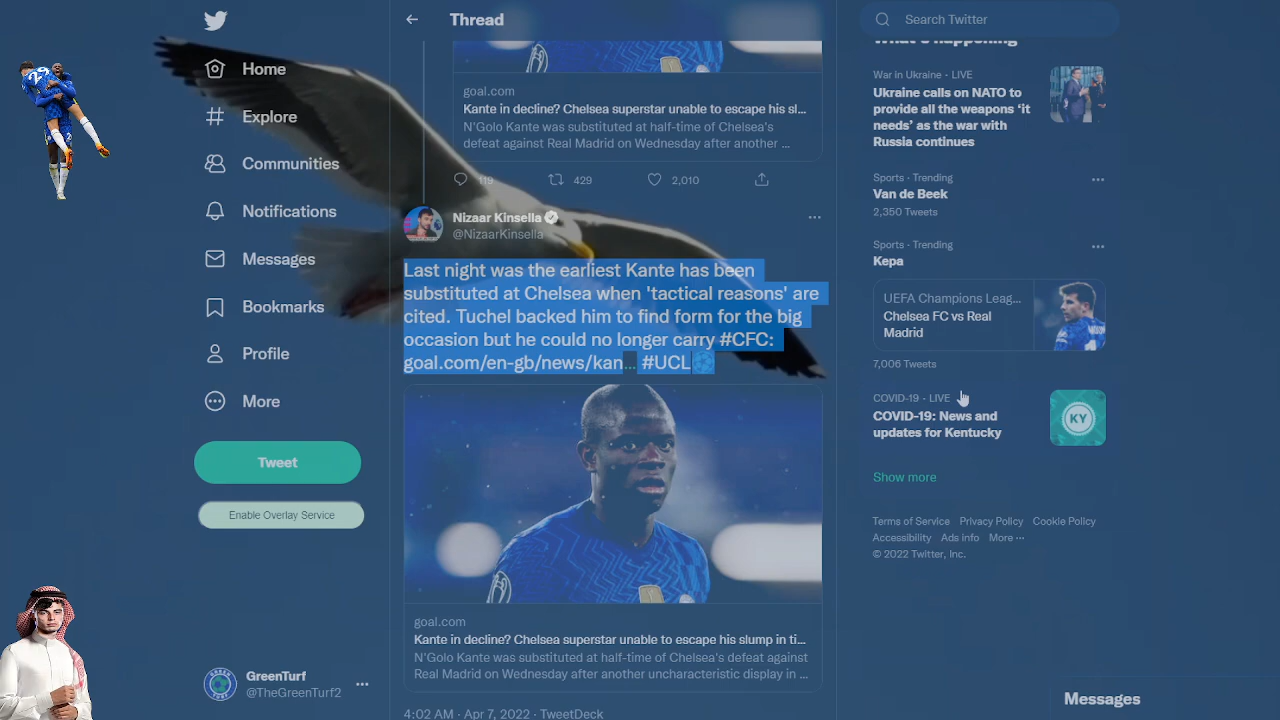 Home
Explore
Communities
Notifications
Messages
Bookmarks
Profile
More
Tweet
Enable Overlay Service
GreenTurf
@TheGreenTurf2
Thread
goal.com
Kante in decline? Chelsea superstar unable to escape his sl...
N'Golo Kante was substituted at half-time of Chelsea's
defeat against Real Madrid on Wednesday after another ...
119 429 2,010
Nizaar Kinsella
@NizaarKinsella
Last night was the earliest Kante has been
substituted at Chelsea when 'tactical reasons' are
cited. Tuchel backed him to find form for the big
occasion but he could no longer carry #CFC:
goal.com/en-gb/news/kan... #UCL
goal.com
Kante in decline? Chelsea superstar unable to escape his slump in ti...
N'Golo Kante was substituted at half-time of Chelsea's defeat against
Real Madrid on Wednesday after another uncharacteristic display in ...
4:02 AM · Apr 7, 2022 · TweetDeck
Search Twitter
What's happening
War in Ukraine · LIVE
Ukraine calls on NATO to
provide all the weapons ‘it
needs’ as the war with
Russia continues
Sports · Trending
Van de Beek
2,350 Tweets
Sports · Trending
Kepa
UEFA Champions Leag...
Chelsea FC vs Real
Madrid
7,006 Tweets
COVID-19 · LIVE
COVID-19: News and
updates for Kentucky
KY
Show more
Terms of Service Privacy Policy Cookie Policy
Accessibility Ads info More ···
© 2022 Twitter, Inc.
Messages